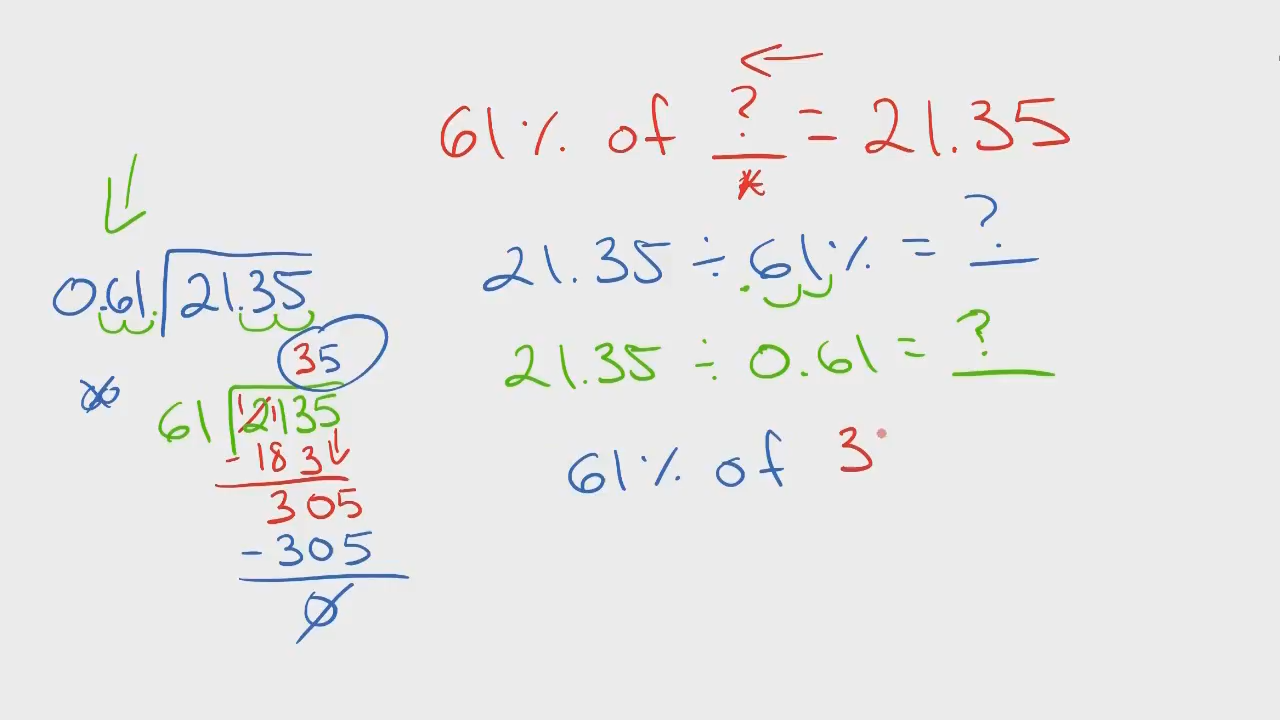 61% of ? = 21.35
*
21.35 ÷ .61% = ?
21.35 ÷ 0.61 = ?
61% of 3
0.61. 21.35
35
61 2135
11
- 183
305
- 305
0